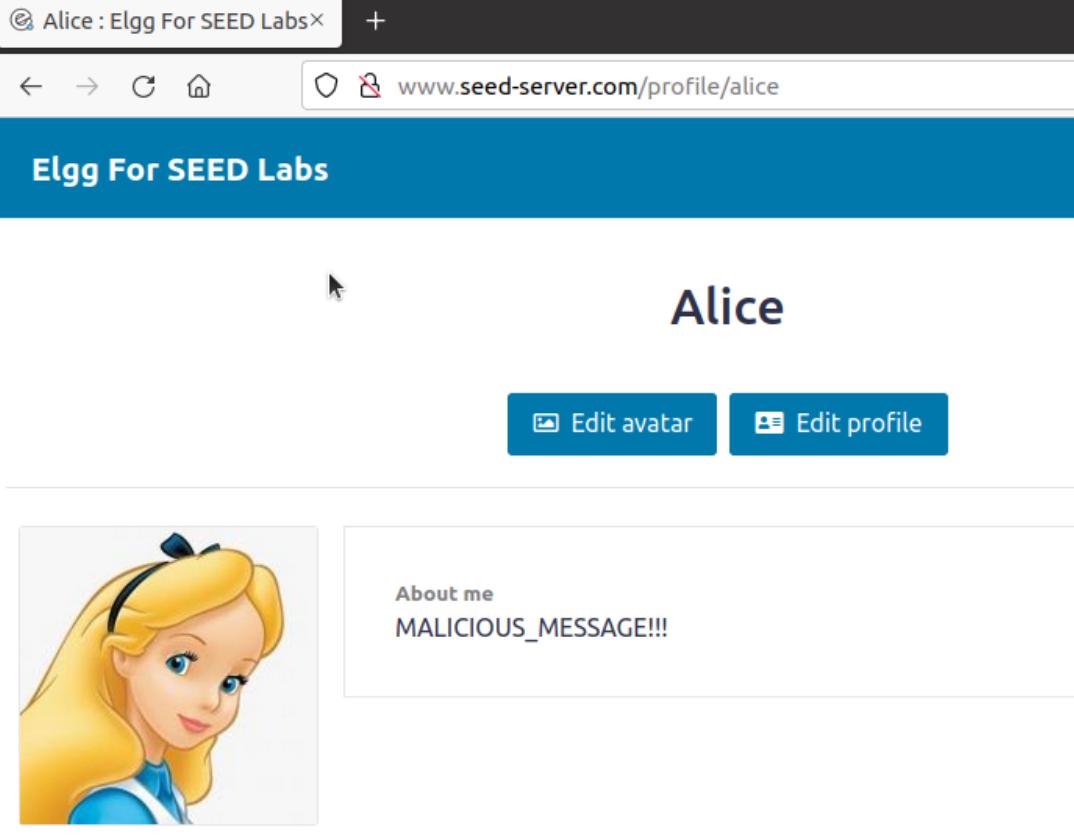 Alice : Elgg For SEED Labs
www.seed-server.com/profile/alice
Elgg For SEED Labs
Alice
Edit avatar
Edit profile
About me
MALICIOUS_MESSAGE!!!